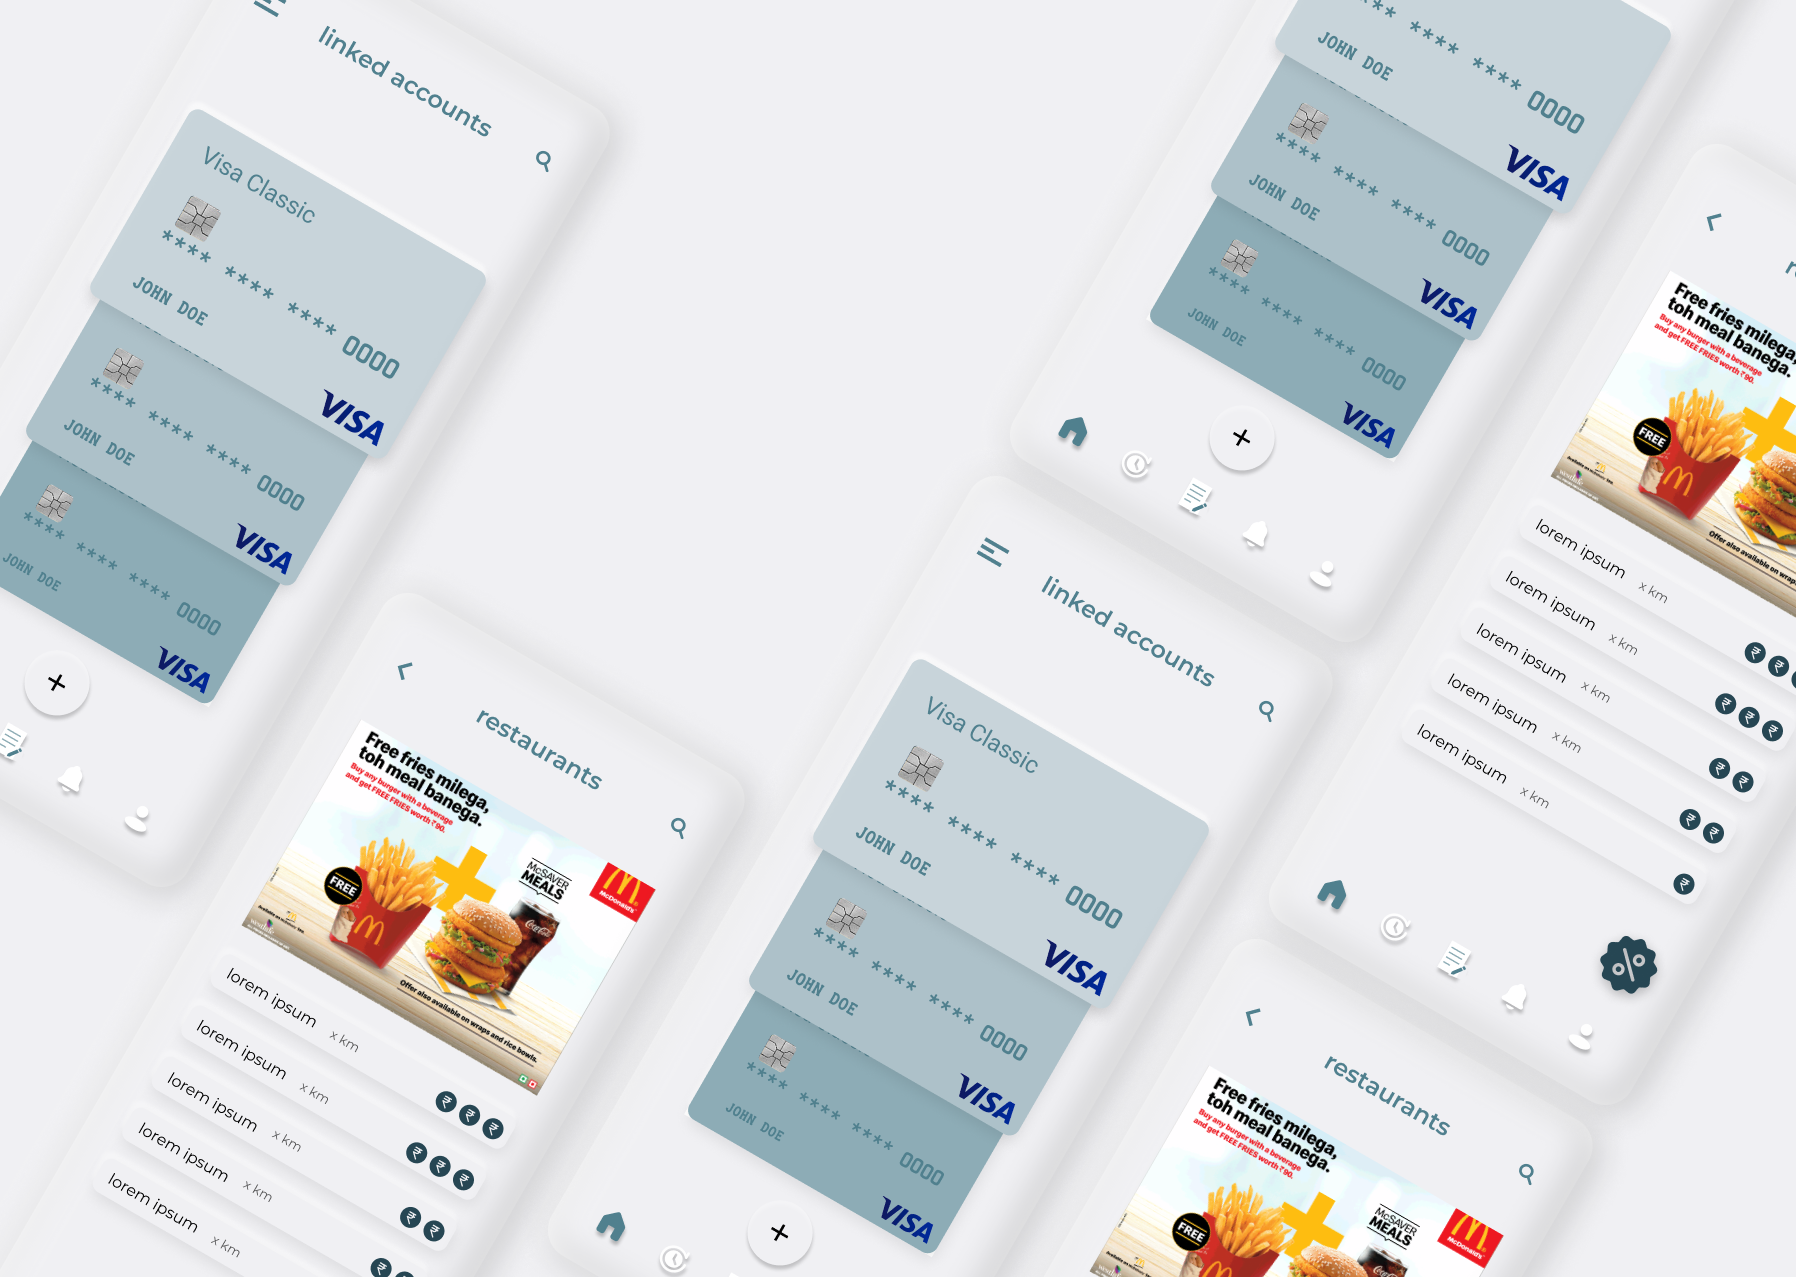 linked accounts
Visa Classic
**** **** **** 0000
JOHN DOE
VISA
**** **** **** 0000
JOHN DOE
VISA
**** **** **** 0000
JOHN DOE
VISA
+
restaurants
Free fries milega,
toh meal banega.
Buy any burger with a beverage
and get FREE FRIES worth ₹90.
FREE
McSAVER
MEALS
McDonald's
Coca-Cola
Offer also available on wraps and rice bowls.
lorem ipsum x km ₹ ₹ ₹
lorem ipsum x km ₹ ₹ ₹
lorem ipsum x km ₹ ₹
lorem ipsum x km ₹
lorem ipsum x km
*** **** **** 0000
JOHN DOE
VISA
**** **** **** 0000
JOHN DOE
VISA
**** **** **** 0000
JOHN DOE
VISA
+
linked accounts
Visa Classic
**** **** **** 0000
JOHN DOE
VISA
**** **** **** 0000
JOHN DOE
VISA
**** **** **** 0000
JOHN DOE
VISA
+
r
Free fries milega,
toh meal banega.
Buy any burger with a beverage
and get FREE FRIES worth ₹90.
FREE
Offer also available on wraps
lorem ipsum x km ₹ ₹
lorem ipsum x km ₹ ₹ ₹
lorem ipsum x km ₹ ₹
lorem ipsum x km ₹ ₹
lorem ipsum x km ₹
%
restaurants
Free fries milega,
toh meal banega.
Buy any burger with a beverage
and get FREE FRIES worth ₹90.
FREE
McSAVER
MEALS
McDonald's